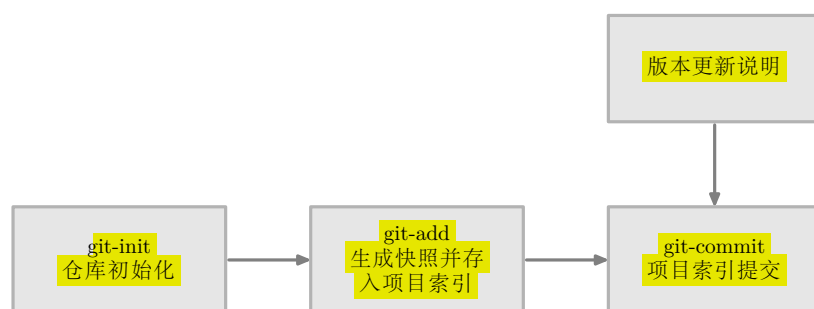 版本更新说明
git-init
仓库初始化
git-add
生成快照并存
入项目索引
git-commit
项目索引提交